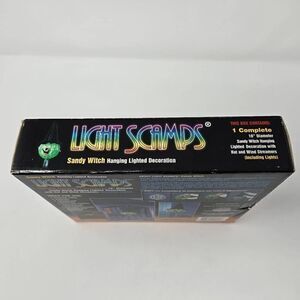 LIGHT SCAMPS®
Sandy Witch Hanging Lighted Decoration
THIS BOX CONTAINS:
1 Complete
16" Diameter
Sandy Witch Hanging
Lighted Decoration with
Hat and Wind Streamers
(Including Lights)
LIGHT SCAMPS